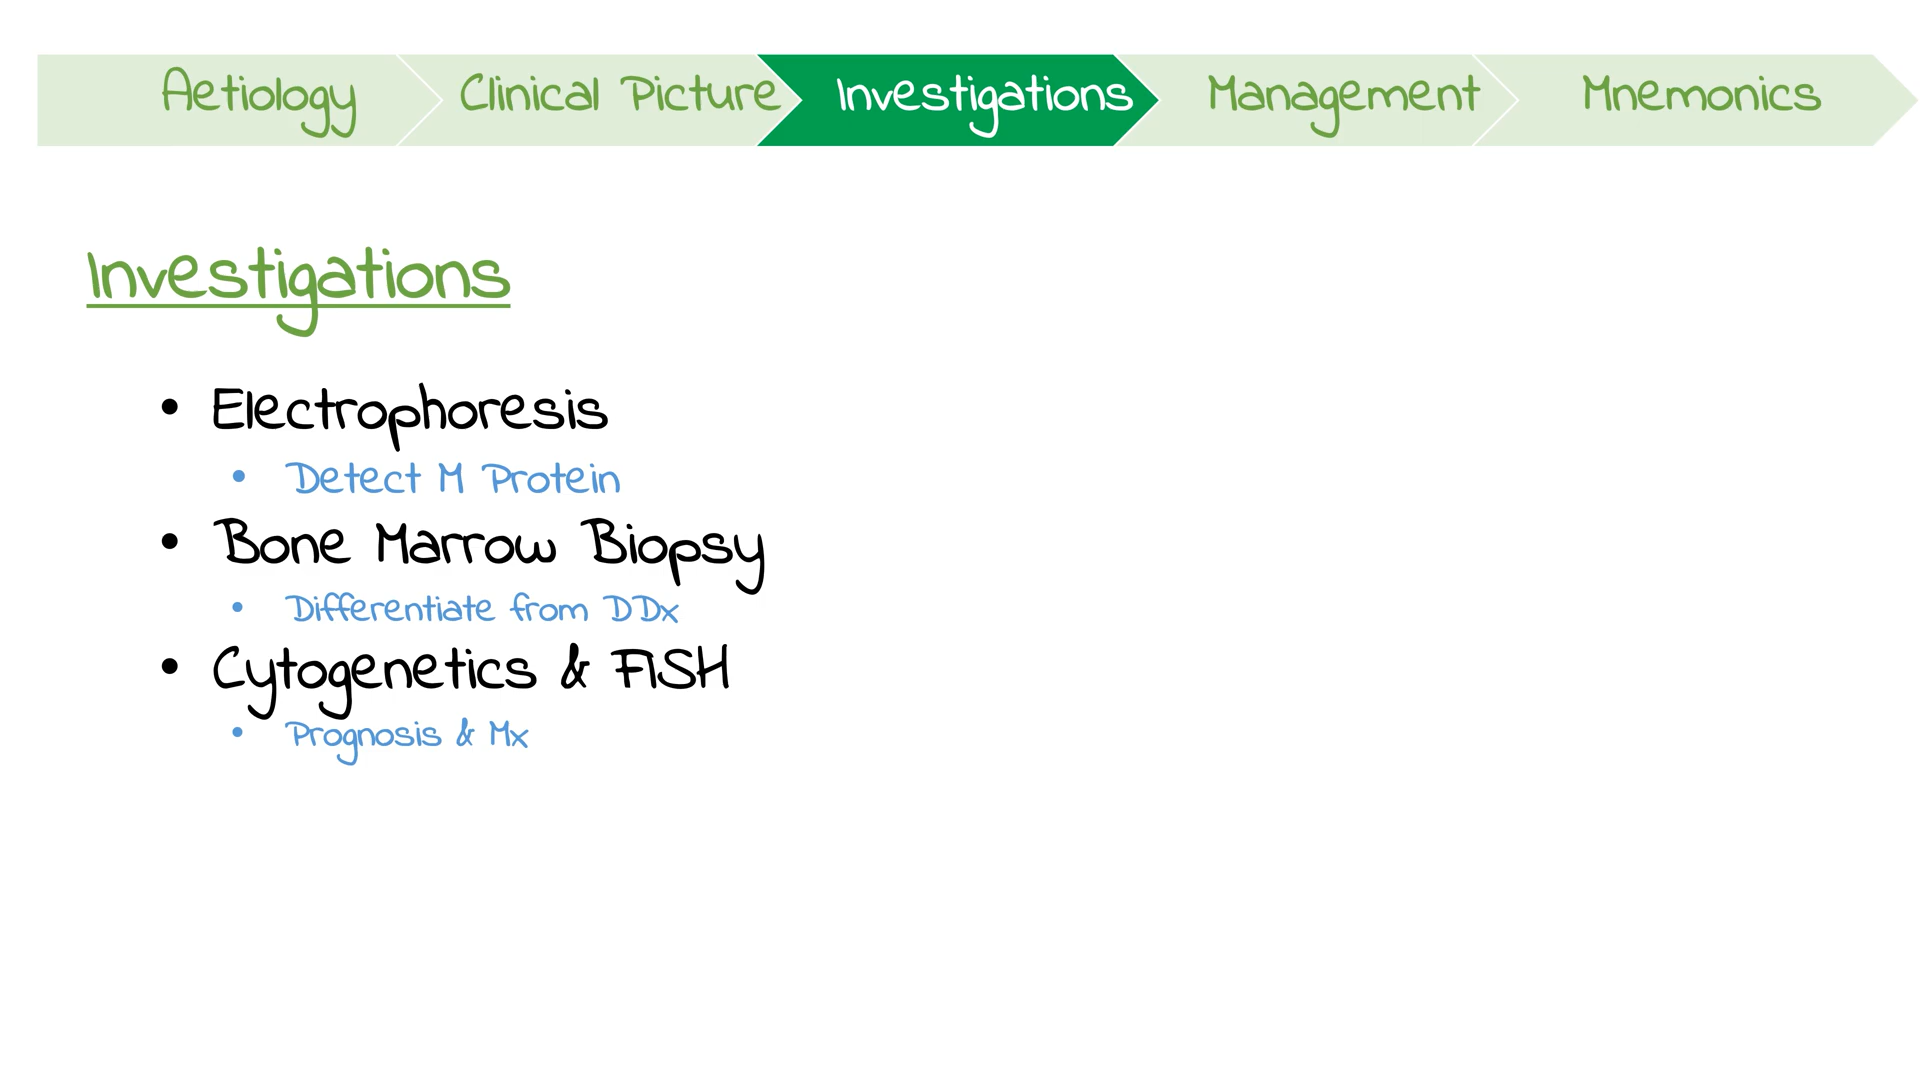 Aetiology
Clinical Picture
Investigations
Management
Mnemonics
Investigations
• Electrophoresis
• Detect M Protein
• Bone Marrow Biopsy
• Differentiate from DDx
• Cytogenetics & FISH
• Prognosis & Mx